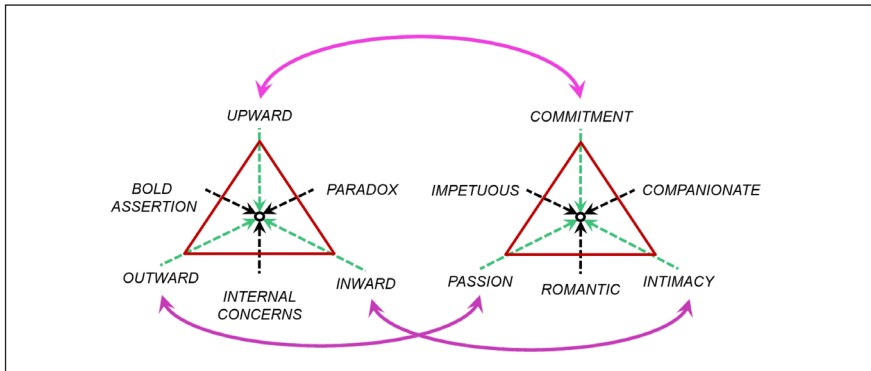 UPWARD
COMMITMENT
BOLD
ASSERTION
PARADOX
IMPETUOUS
COMPANIONATE
OUTWARD
INTERNAL
CONCERNS
INWARD
PASSION
ROMANTIC
INTIMACY